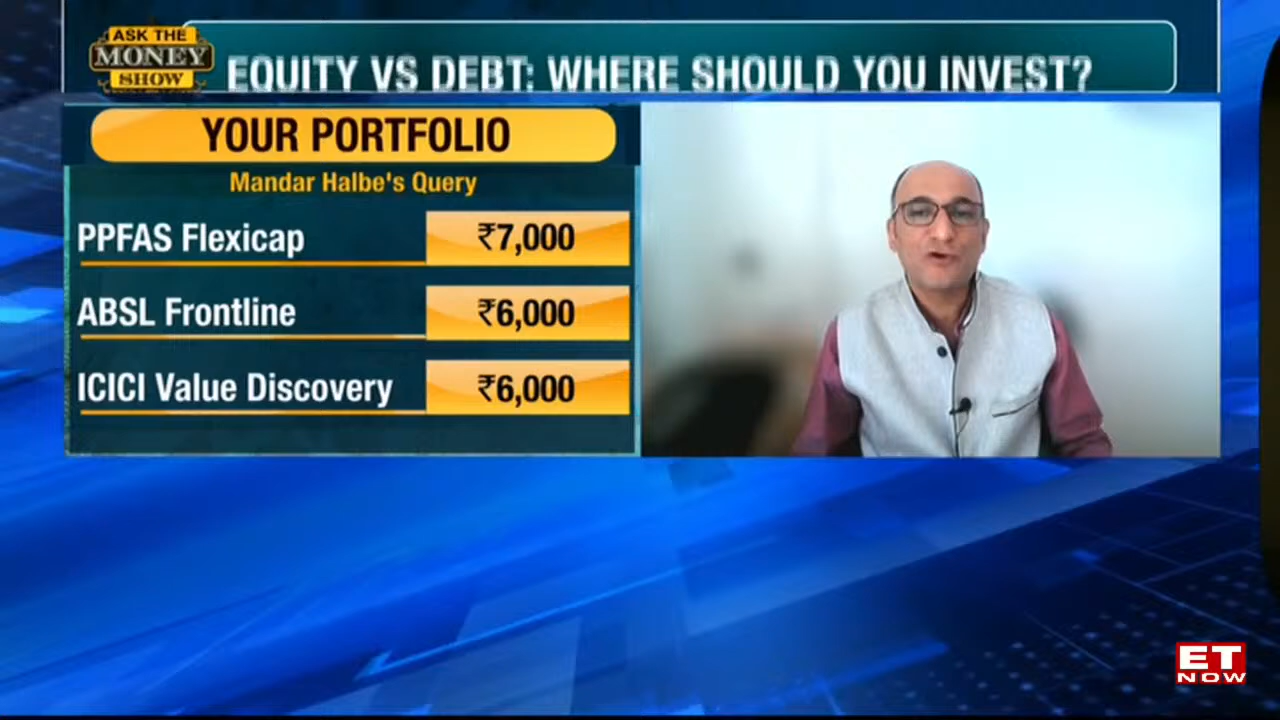 ASK THE
MONEY
SHOW
EQUITY VS DEBT: WHERE SHOULD YOU INVEST?
YOUR PORTFOLIO
Mandar Halbe's Query
PPFAS Flexicap ₹7,000
ABSL Frontline ₹6,000
ICICI Value Discovery ₹6,000
ET
NOW